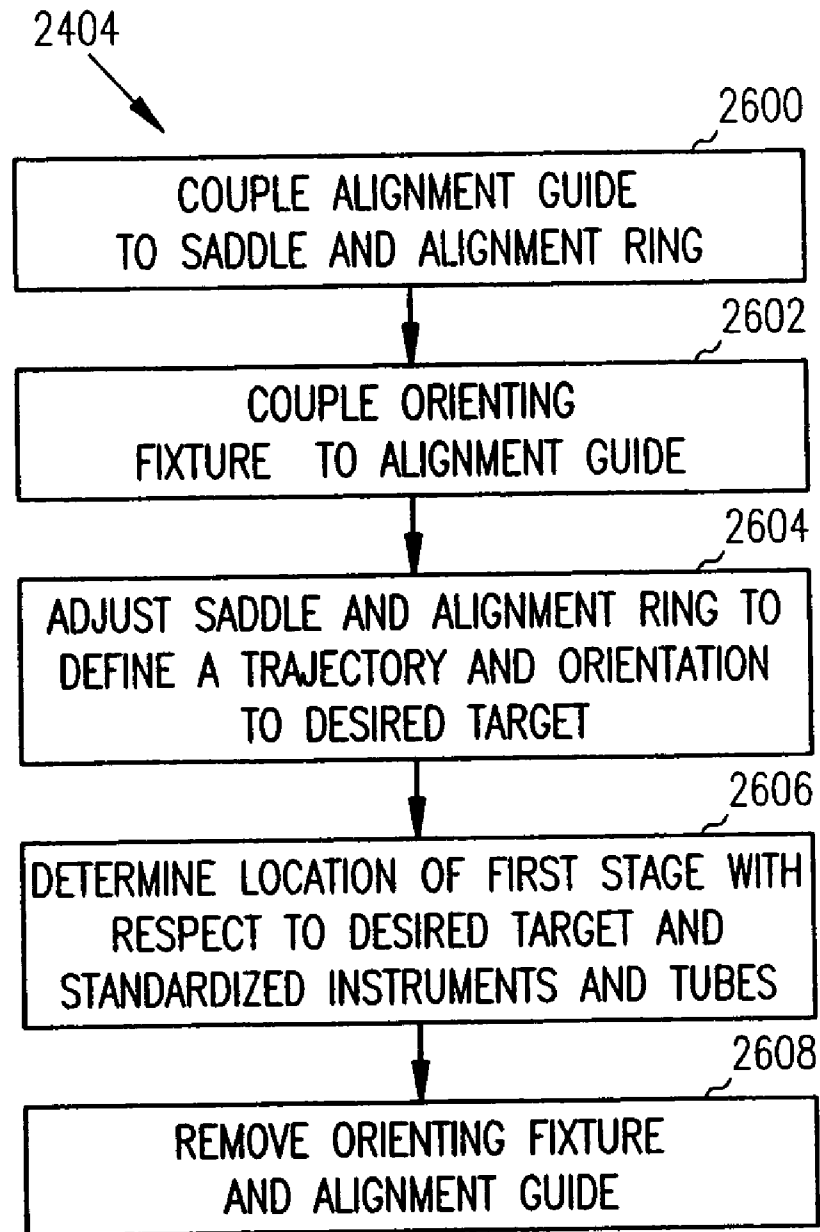 2404
2600
COUPLE ALIGNMENT GUIDE
TO SADDLE AND ALIGNMENT RING
2602
COUPLE ORIENTING
FIXTURE TO ALIGNMENT GUIDE
2604
ADJUST SADDLE AND ALIGNMENT RING TO
DEFINE A TRAJECTORY AND ORIENTATION
TO DESIRED TARGET
2606
DETERMINE LOCATION OF FIRST STAGE WITH
RESPECT TO DESIRED TARGET AND
STANDARDIZED INSTRUMENTS AND TUBES
2608
REMOVE ORIENTING FIXTURE
AND ALIGNMENT GUIDE